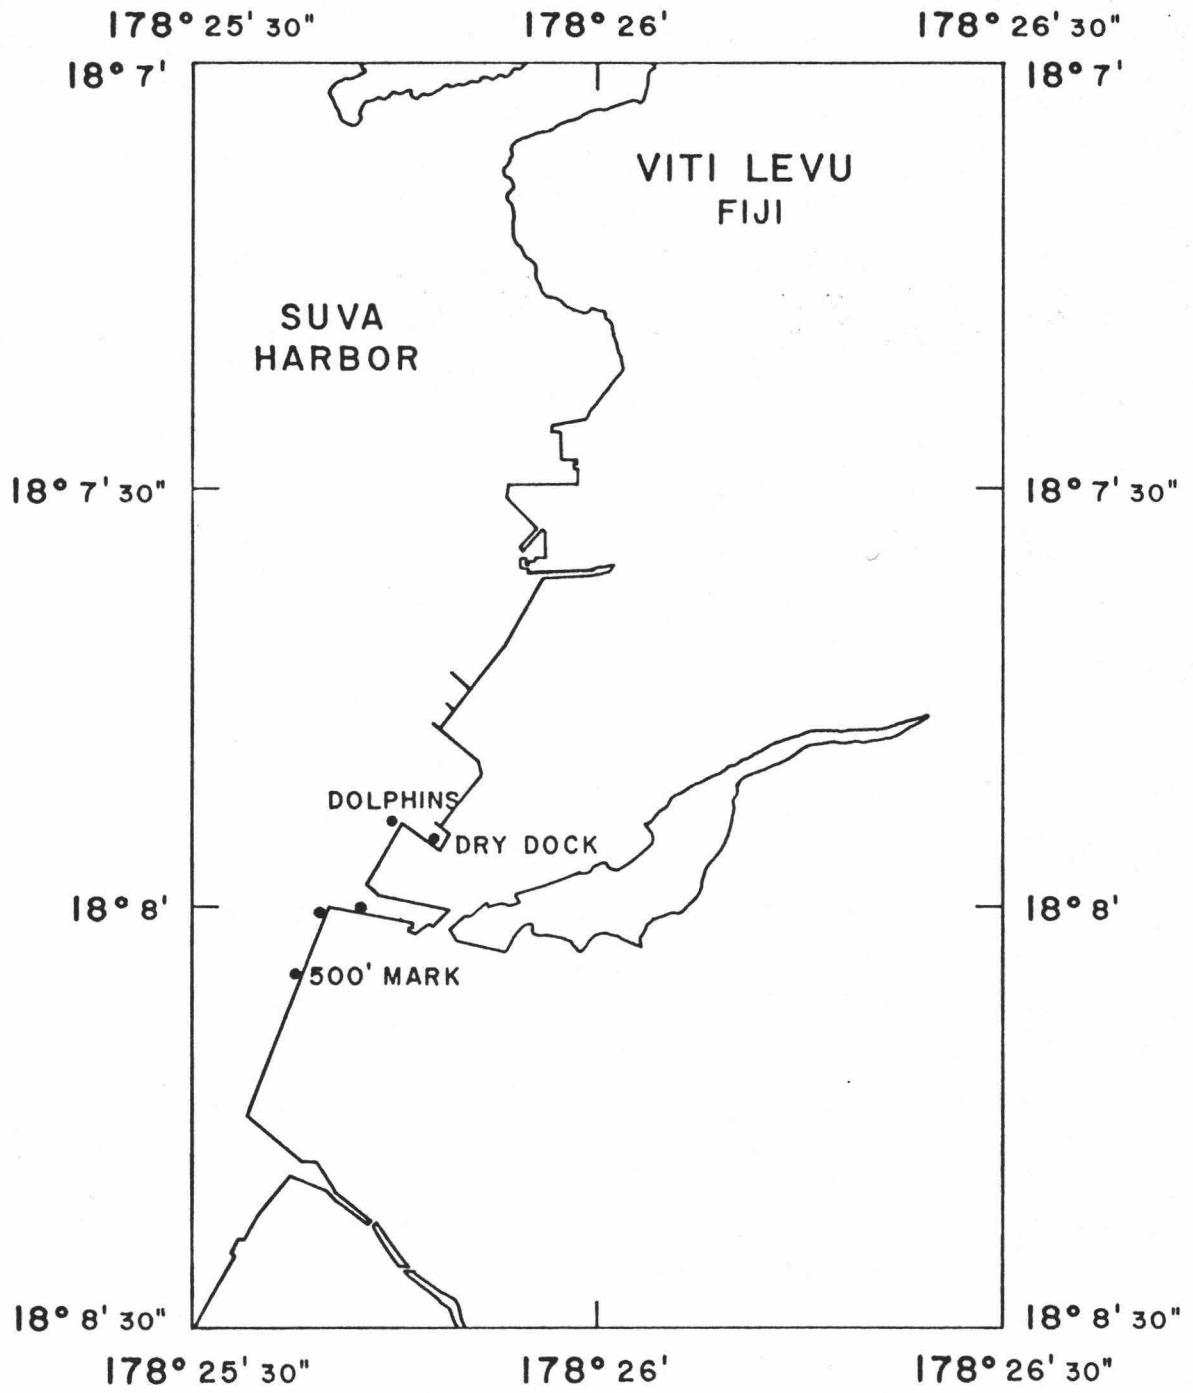 178° 25' 30" 178° 26' 178° 26' 30"
18° 7' 18° 7'
VITI LEVU
FIJI
SUVA
HARBOR
18° 7' 30" 18° 7' 30"
DOLPHINS
DRY DOCK
18° 8' 18° 8'
500' MARK
18° 8' 30" 18° 8' 30"
178° 25' 30" 178° 26' 178° 26' 30"